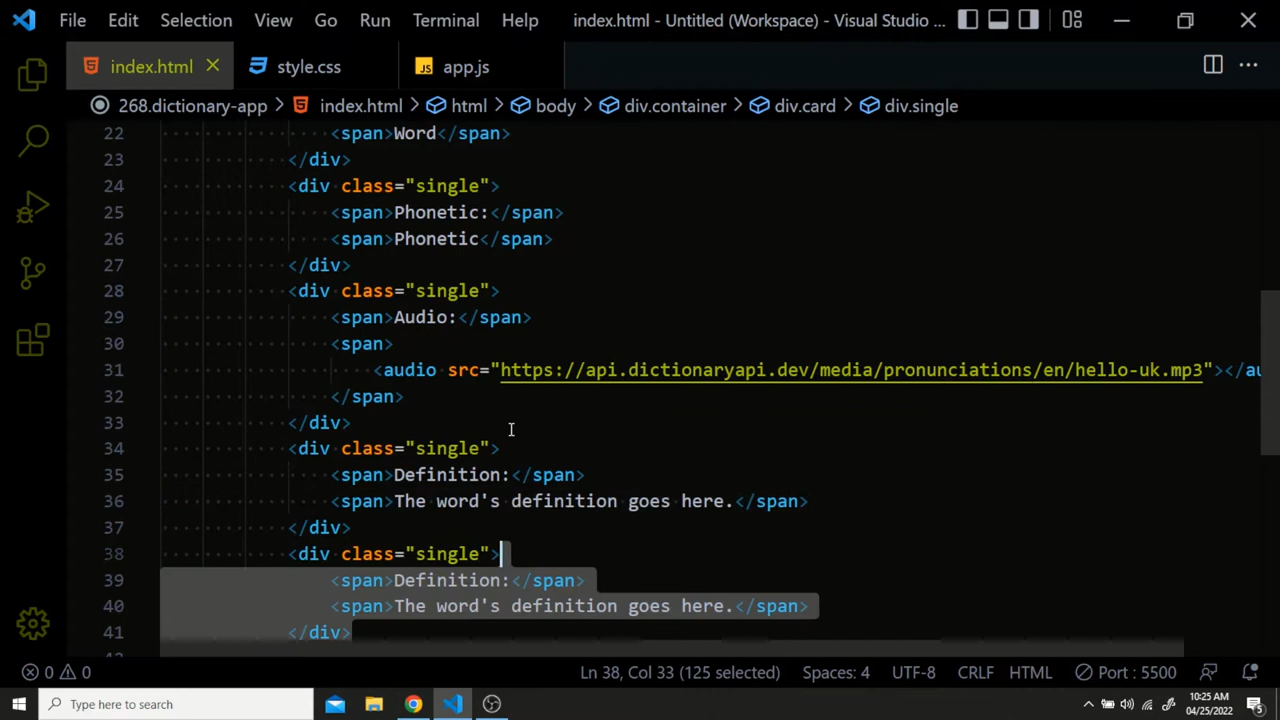 File Edit Selection View Go Run Terminal Help index.html - Untitled (Workspace) - Visual Studio ...
index.html style.css JS app.js
268.dictionary-app > index.html > html > body > div.container > div.card > div.single
22 <span>Word</span>
23 </div>
24 <div class="single">
25 <span>Phonetic:</span>
26 <span>Phonetic</span>
27 </div>
28 <div class="single">
29 <span>Audio:</span>
30 <span>
31 <audio src="https://api.dictionaryapi.dev/media/pronunciations/en/hello-uk.mp3"></au
32 </span>
33 </div>
34 <div class="single">
35 <span>Definition:</span>
36 <span>The word's definition goes here.</span>
37 </div>
38 <div class="single">
39 <span>Definition:</span>
40 <span>The word's definition goes here.</span>
41 </div>
0 0 Ln 38, Col 33 (125 selected) Spaces: 4 UTF-8 CRLF HTML Port : 5500
Type here to search 10:25 AM
04/25/2022 5